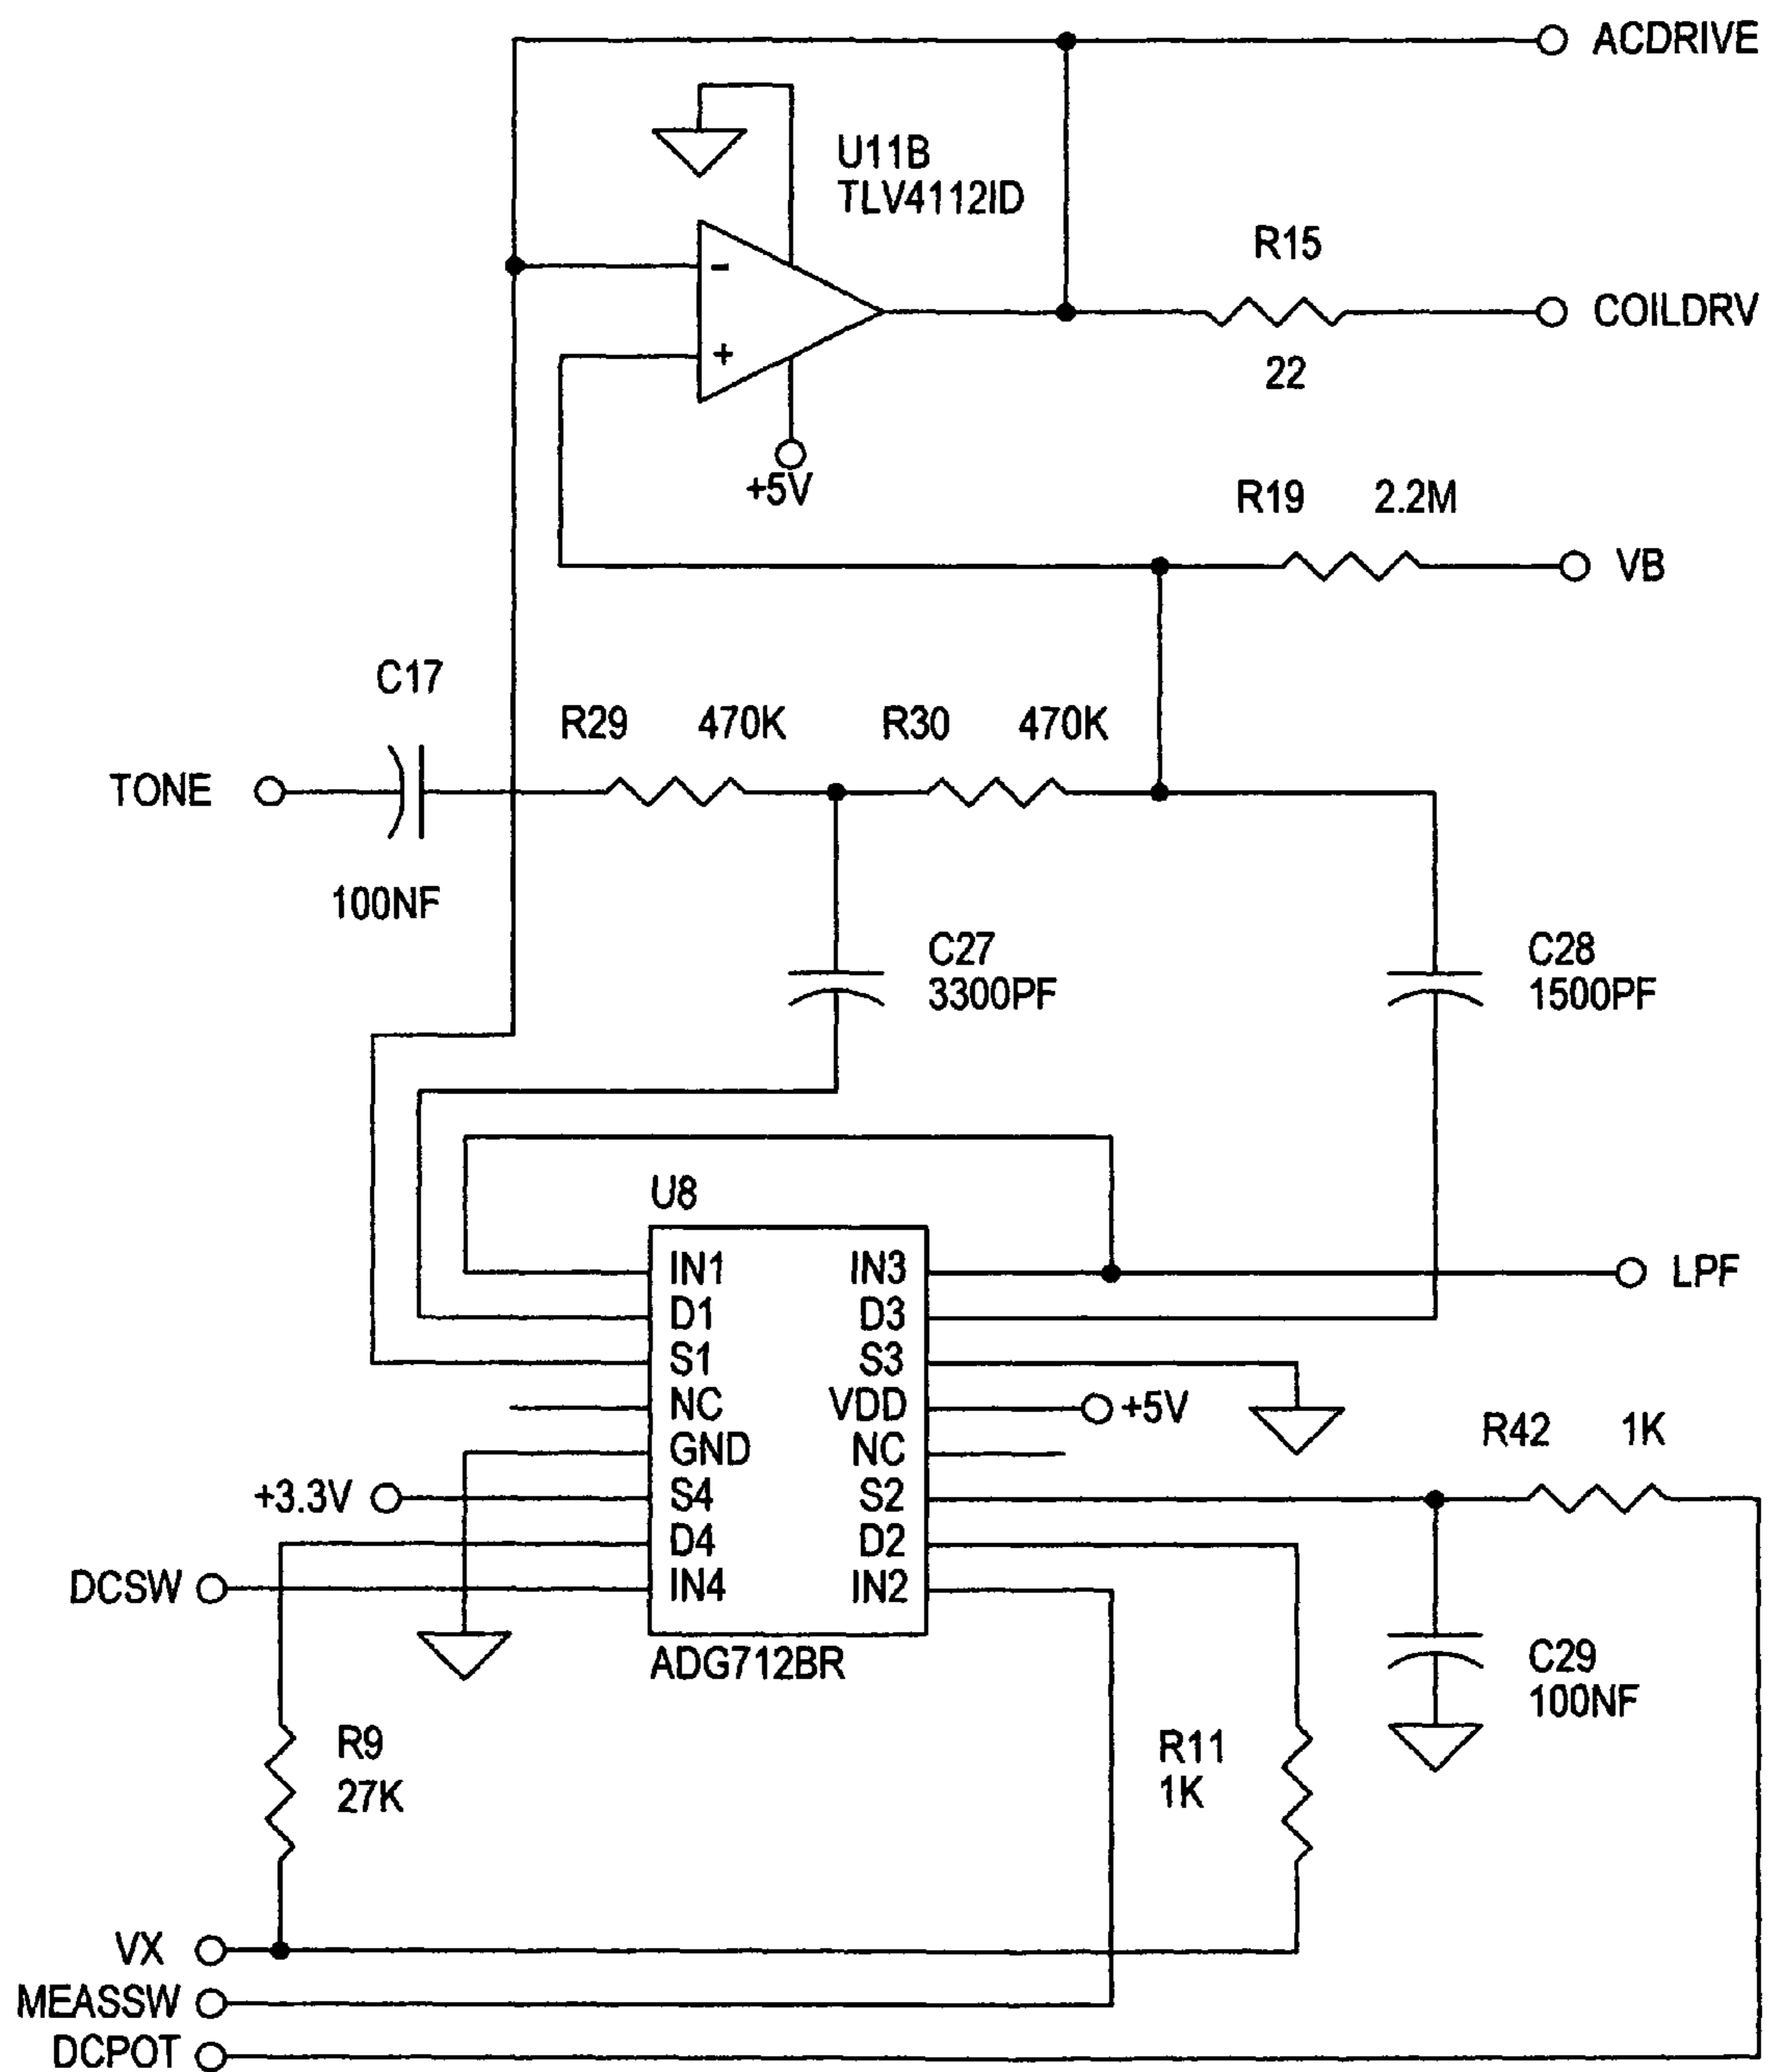 ACDRIVE
U11B
TLV4112ID
-
+
+5V
R15
22
COILDRV
R19 2.2M
VB
C17
100NF
TONE
R29 470K
R30 470K
C27
3300PF
C28
1500PF
U8
IN1 IN3
D1 D3
S1 S3
NC VDD
GND NC
S4 S2
D4 D2
IN4 IN2
ADG712BR
LPF
+5V
+3.3V
DCSW
R42 1K
C29
100NF
R9
27K
R11
1K
VX
MEASSW
DCPOT